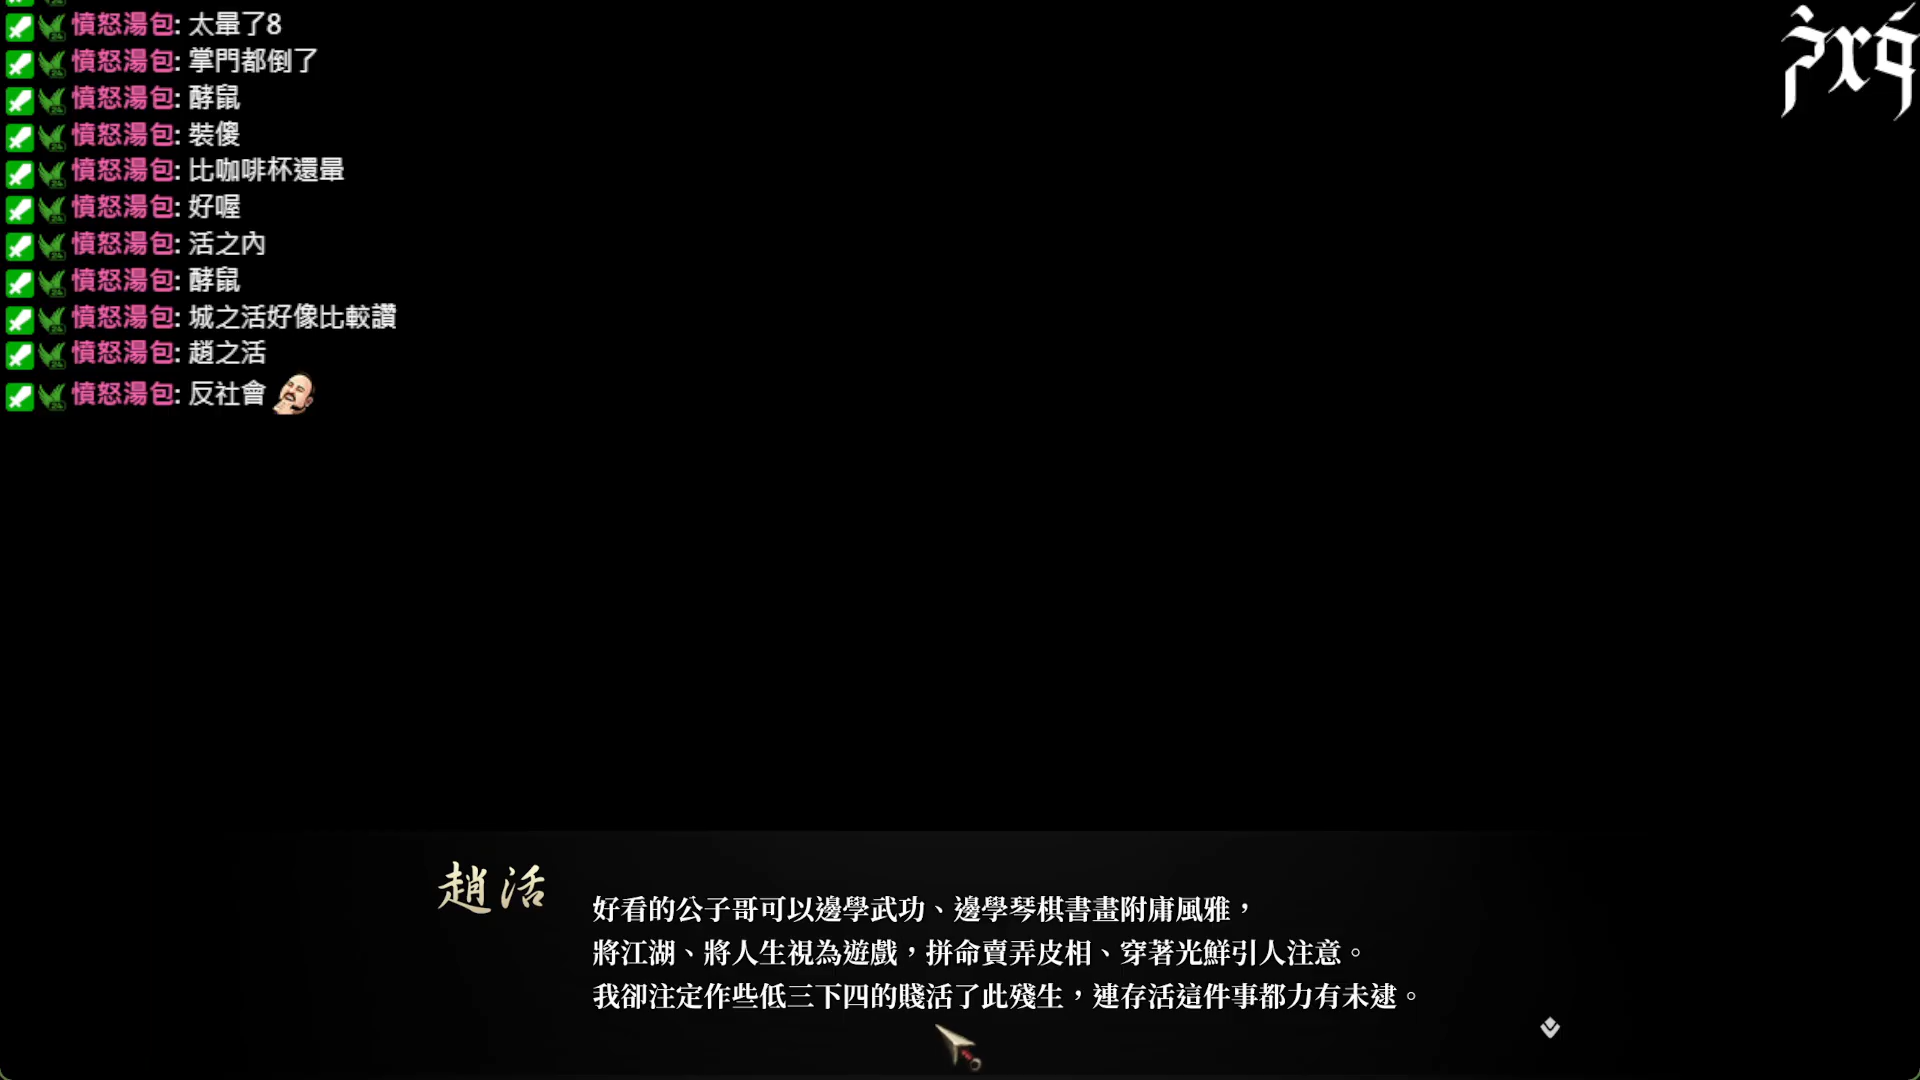 憤怒湯包: 太暈了8
憤怒湯包: 掌門都倒了
憤怒湯包: 酵鼠
憤怒湯包: 裝傻
憤怒湯包: 比咖啡杯還暈
憤怒湯包: 好喔
憤怒湯包: 活之內
憤怒湯包: 酵鼠
憤怒湯包: 城之活好像比較讚
憤怒湯包: 趙之活
憤怒湯包: 反社會
趙活
好看的公子哥可以邊學武功、邊學琴棋書畫附庸風雅，
將江湖、將人生視為遊戲，拼命賣弄皮相、穿著光鮮引人注意。
我卻注定作些低三下四的賤活了此殘生，連存活這件事都力有未逮。